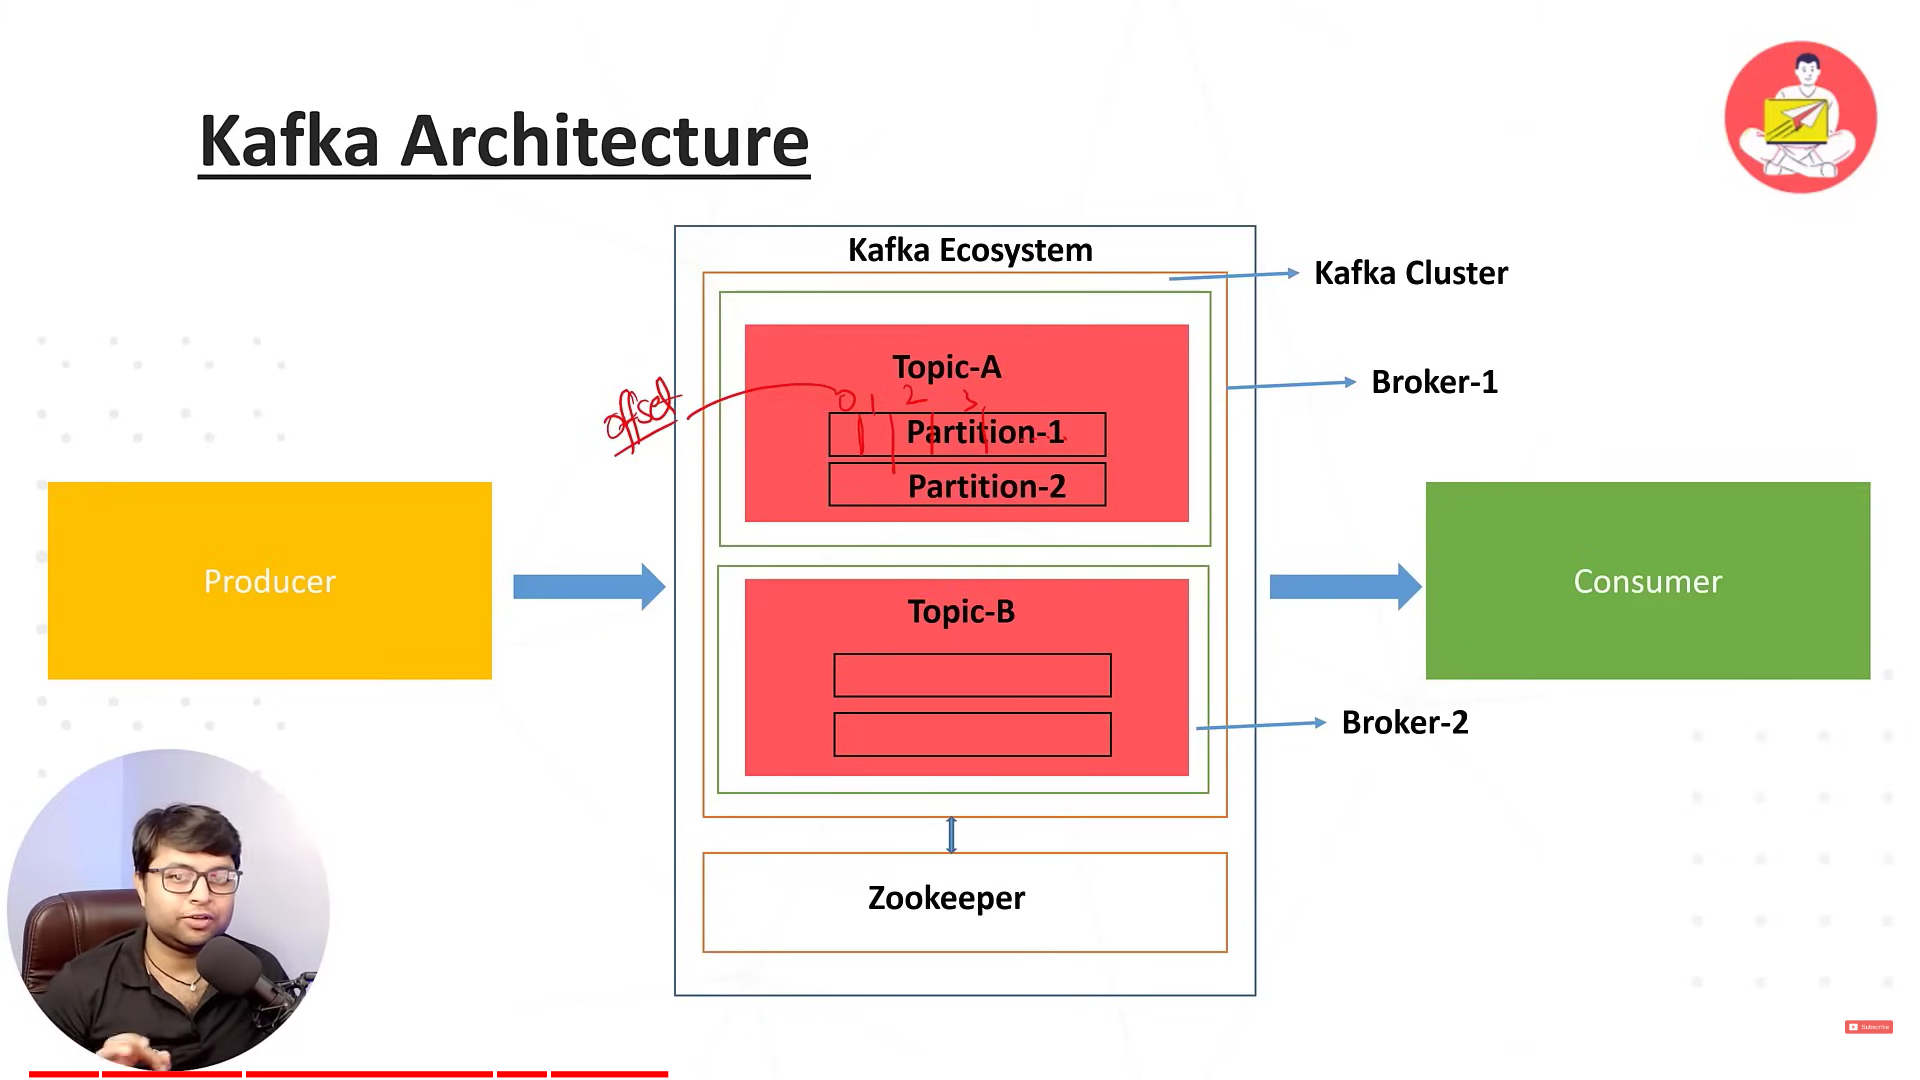 Kafka Architecture
Kafka Ecosystem
Kafka Cluster
Topic-A
Broker-1
offset
0 1 2 3
Partition-1
Partition-2
Producer
Consumer
Topic-B
Broker-2
Zookeeper
Subscribe